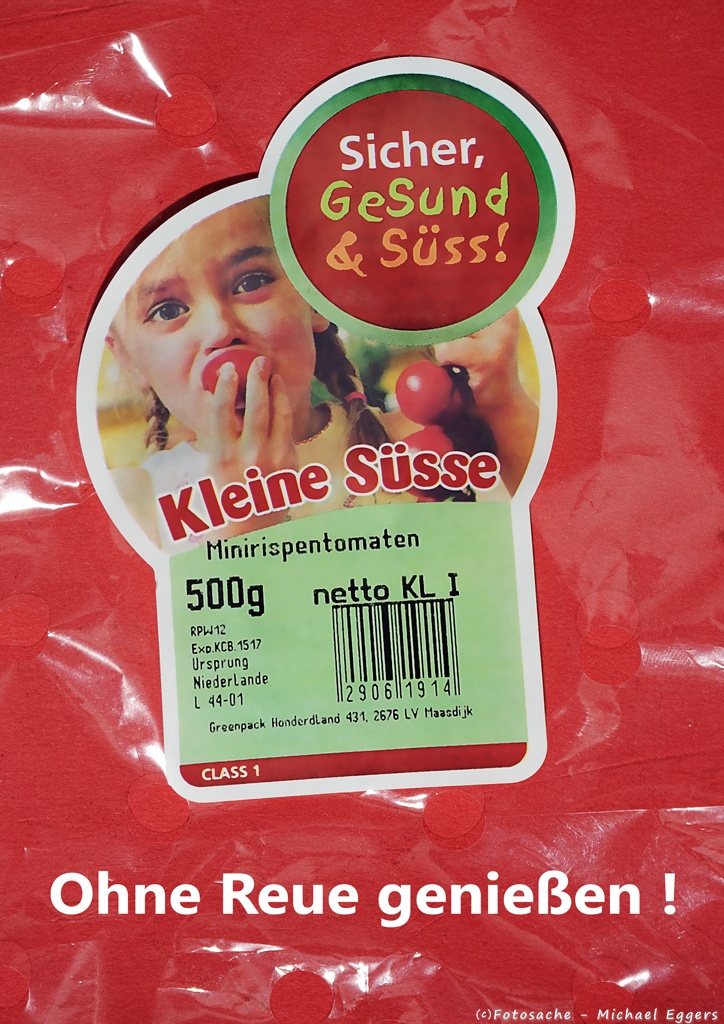 Sicher,
GeSund
& Süss!
Kleine Süsse
Minirispentomaten
500g netto KL I
RPW12
Exp.KCB.1517
Ursprung
Niederlande
L 44-01
2906 1914
Greenpack Honderdland 431, 2676 LV Maasdijk
CLASS 1
Ohne Reue genießen !
(c)Fotosache - Michael Eggers